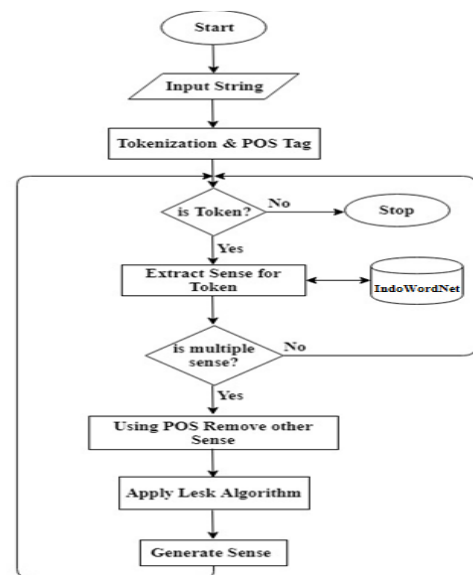 Start
Input String
Tokenization & POS Tag
is Token?
No
Stop
Yes
Extract Sense for
Token
IndoWordNet
is multiple
sense?
No
Yes
Using POS Remove other
Sense
Apply Lesk Algorithm
Generate Sense